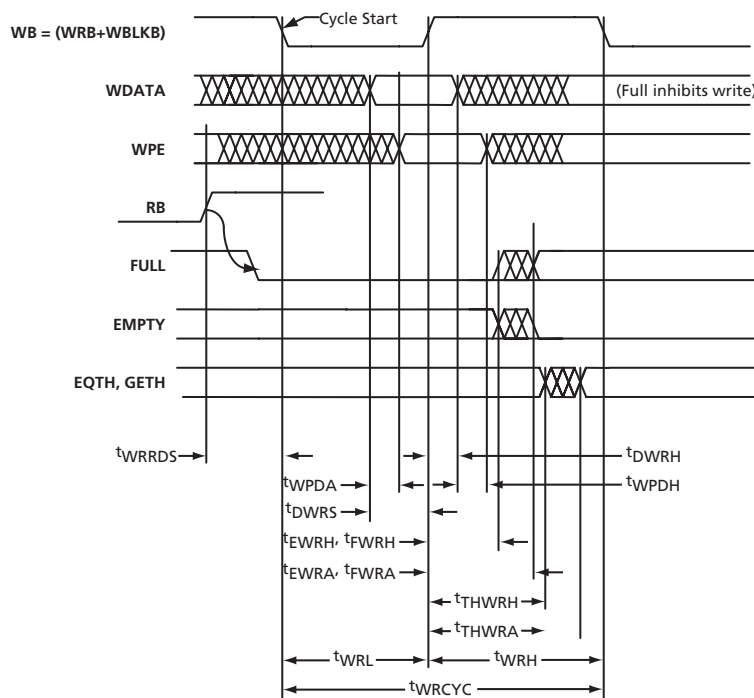 Cycle Start
WB = (WRB+WBLKB)
WDATA
(Full inhibits write)
WPE
RB
FULL
EMPTY
EQTH, GETH
tWRRDS
tDWRH
tWPDA
tWPDH
tDWRS
tEWRH, tFWRH
tEWRA, tFWRA
tTHWRH
tTHWRA
tWRL
tWRH
tWRCYC